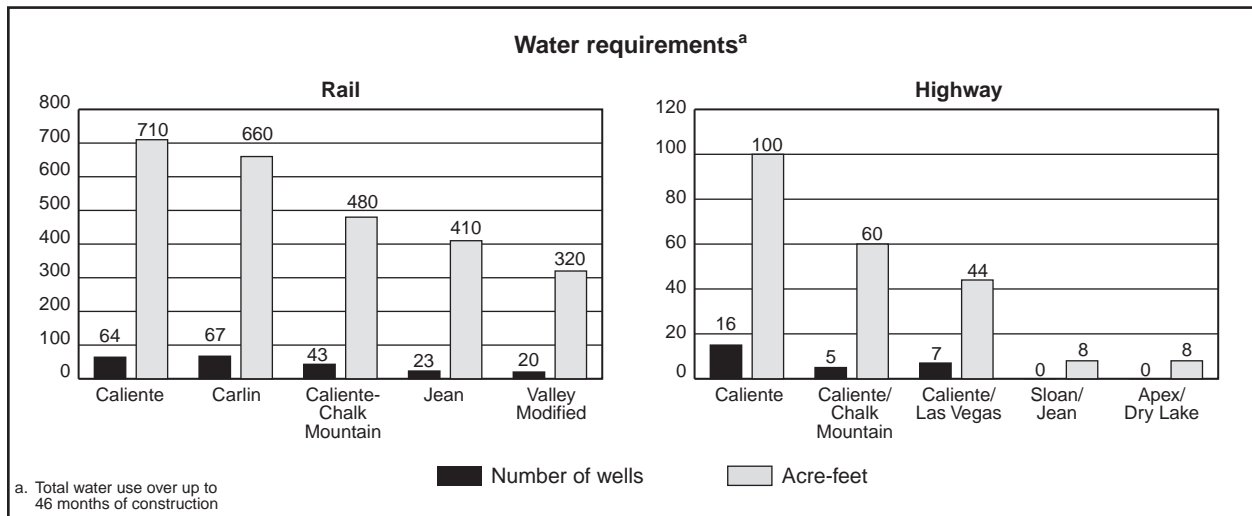 Water requirementsa
Rail
800
700
600
500
400
300
200
100
0
710
660
480
410
320
64
67
43
23
20
Caliente
Carlin
Caliente-
Chalk
Mountain
Jean
Valley
Modified
Highway
120
100
80
60
40
20
0
100
60
44
16
5
7
0
8
0
8
Caliente
Caliente/
Chalk
Mountain
Caliente/
Las Vegas
Sloan/
Jean
Apex/
Dry Lake
Number of wells
Acre-feet
a. Total water use over up to
46 months of construction